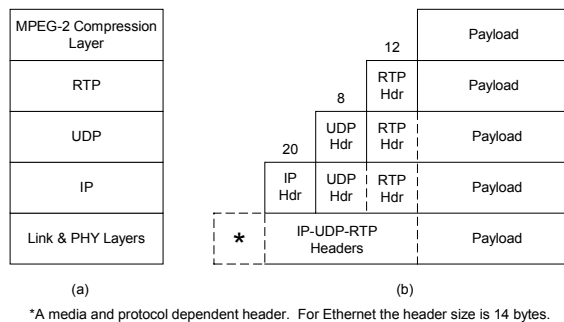 MPEG-2 Compression
Layer
Payload
12
RTP
RTP
Hdr
Payload
8
UDP
UDP
Hdr
RTP
Hdr
Payload
20
IP
IP
Hdr
UDP
Hdr
RTP
Hdr
Payload
Link & PHY Layers
*
IP-UDP-RTP
Headers
Payload
(a)
(b)
*A media and protocol dependent header. For Ethernet the header size is 14 bytes.